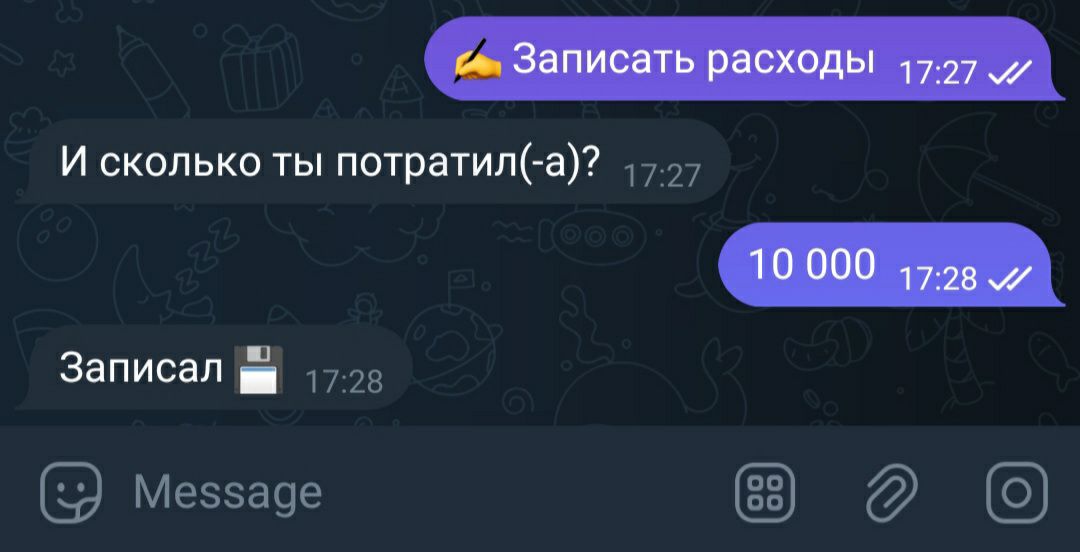 ✍️ Записать расходы 17:27
И сколько ты потратил(-а)? 17:27
10 000 17:28
Записал 💾 17:28
Message